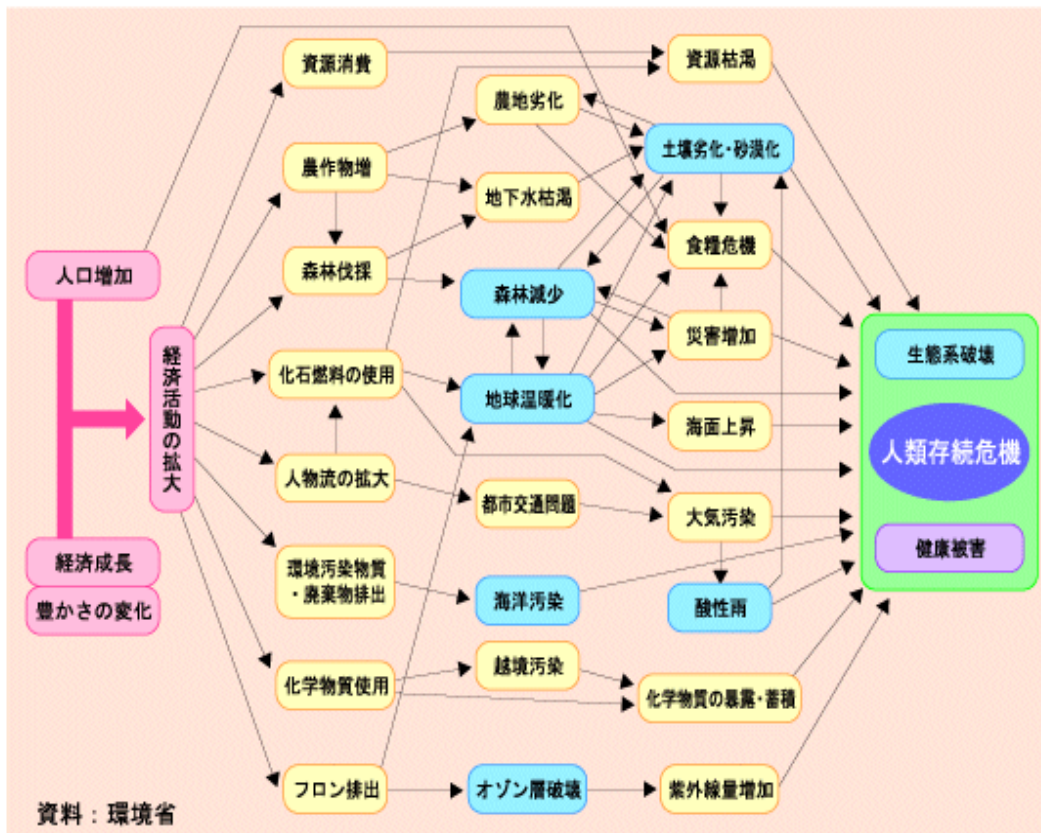 人口増加
経済成長
豊かさの変化
経済活動の拡大
資源消費
農作物増
森林伐採
化石燃料の使用
人物流の拡大
環境汚染物質
・廃棄物排出
化学物質使用
フロン排出
農地劣化
地下水枯渇
森林減少
地球温暖化
都市交通問題
海洋汚染
越境汚染
オゾン層破壊
資源枯渇
土壌劣化・砂漠化
食糧危機
災害増加
海面上昇
大気汚染
酸性雨
化学物質の暴露・蓄積
紫外線量増加
生態系破壊
人類存続危機
健康被害
資料：環境省